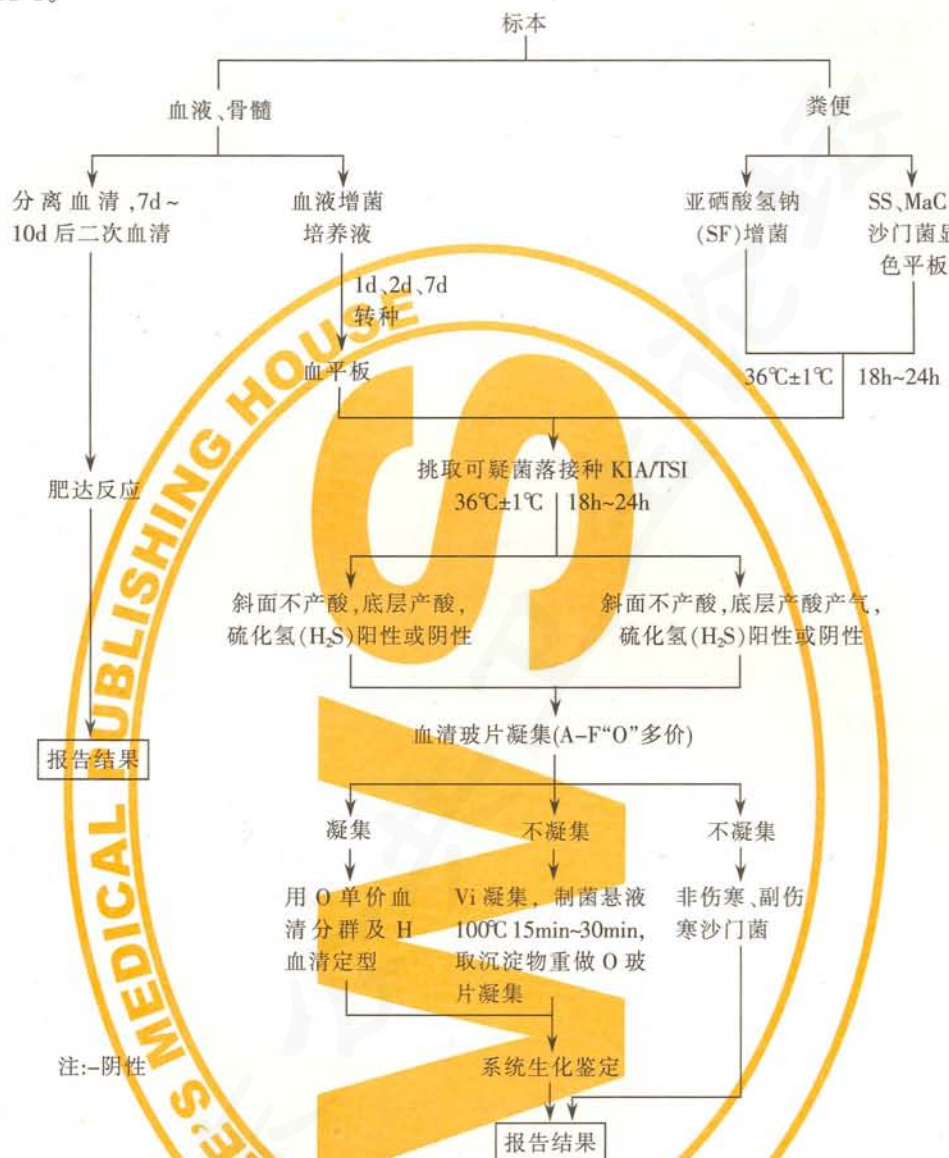 标本
血液、骨髓
粪便
分离血清,7d~
10d后二次血清
血液增菌
培养液
亚硒酸氢钠
(SF)增菌
SS、MaC
沙门菌显
色平板
1d、2d、7d
转种
血平板
36℃±1℃ 18h~24h
肥达反应
挑取可疑菌落接种 KIA/TSI
36℃±1℃ 18h~24h
斜面不产酸,底层产酸,
硫化氢(H₂S)阳性或阴性
斜面不产酸,底层产酸产气,
硫化氢(H₂S)阳性或阴性
血清玻片凝集(A-F“O”多价)
报告结果
凝集
不凝集
不凝集
用 O 单价血
清分群及 H
血清定型
Vi 凝集, 制菌悬液
100℃ 15min~30min,
取沉淀物重做 O 玻
片凝集
非伤寒、副伤
寒沙门菌
注:-阴性
系统生化鉴定
报告结果
E'S MEDICAL PUBLISHING HOUSE